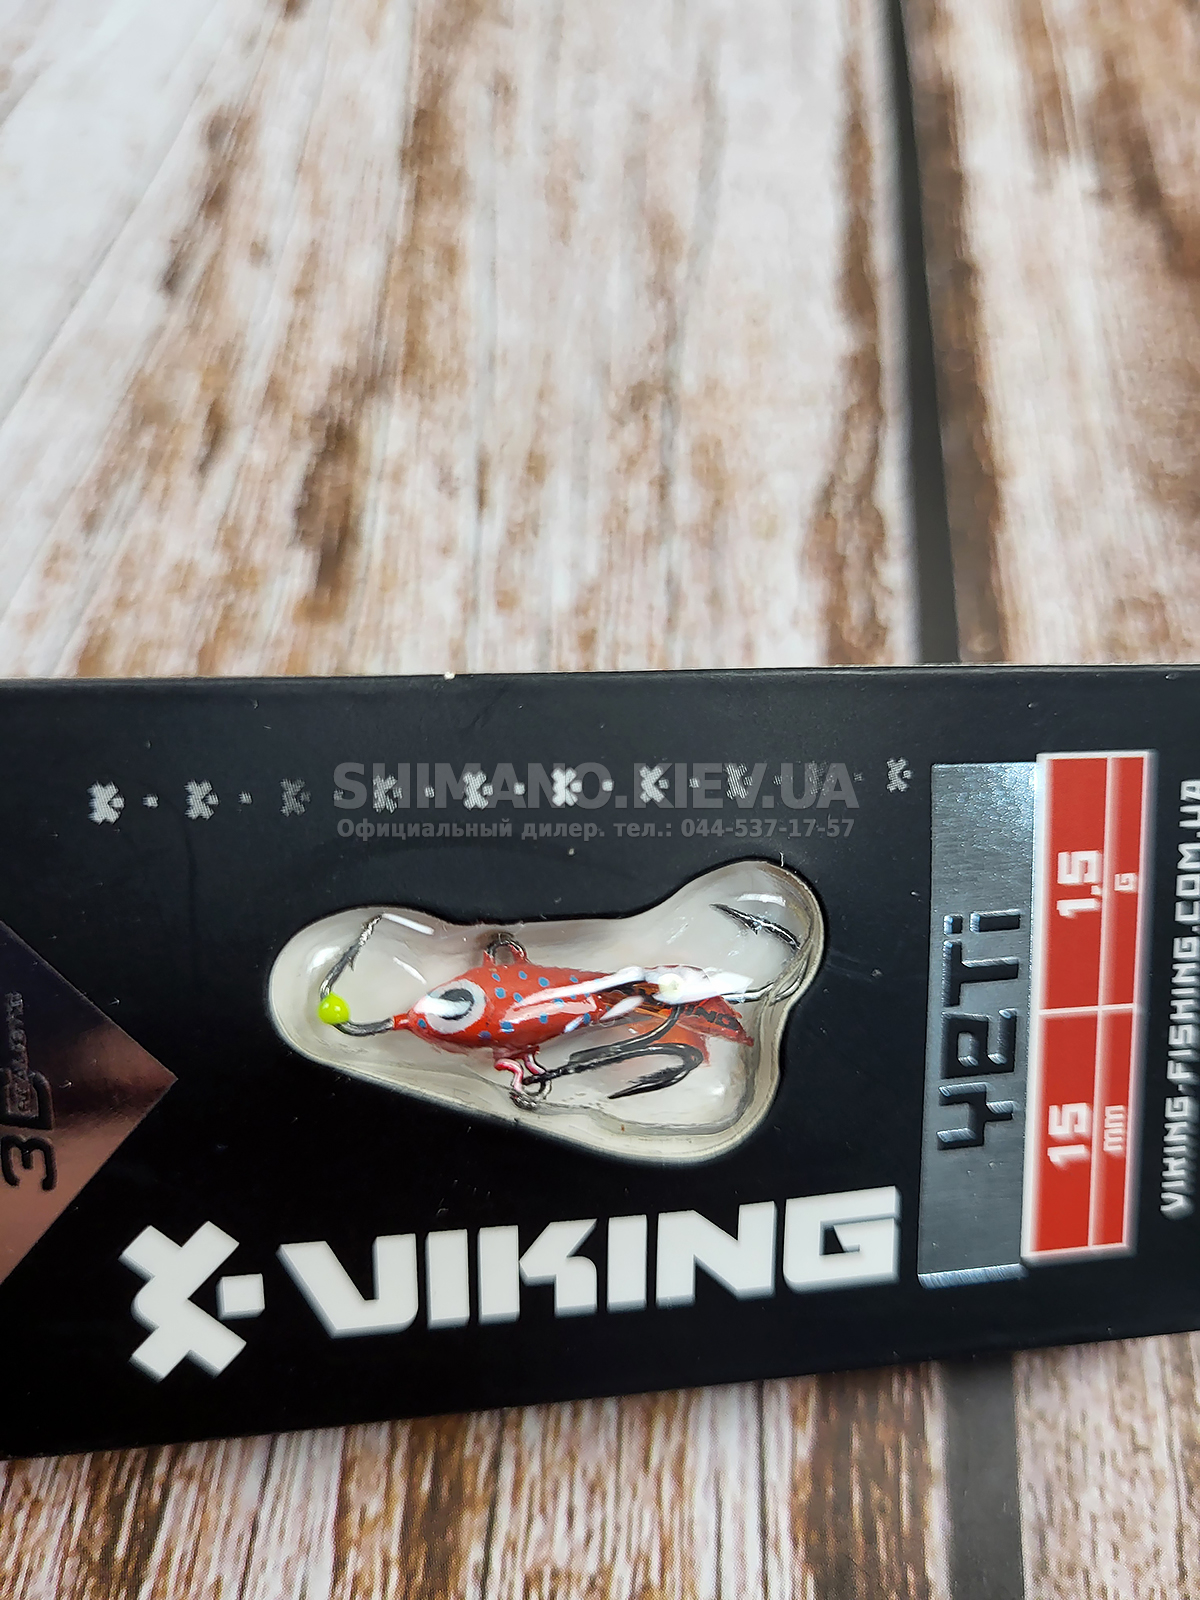 SHIMANO.KIEV.UA
Официальный дилер. тел.: 044-537-17-57
VIKING
YETi
15
mm
1,5
G
VIKING-FISHING.COM.UA